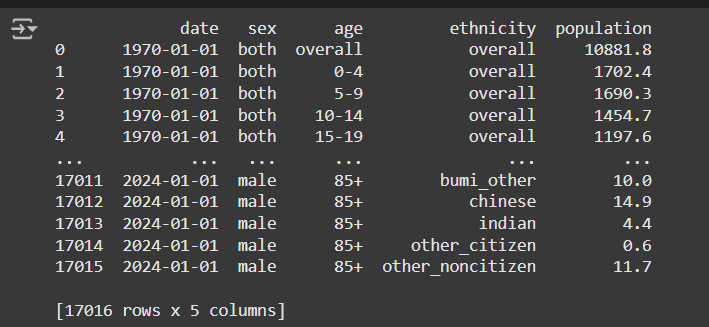 date sex age ethnicity population
0 1970-01-01 both overall overall 10881.8
1 1970-01-01 both 0-4 overall 1702.4
2 1970-01-01 both 5-9 overall 1690.3
3 1970-01-01 both 10-14 overall 1454.7
4 1970-01-01 both 15-19 overall 1197.6
... ... ... ... ... ...
17011 2024-01-01 male 85+ bumi_other 10.0
17012 2024-01-01 male 85+ chinese 14.9
17013 2024-01-01 male 85+ indian 4.4
17014 2024-01-01 male 85+ other_citizen 0.6
17015 2024-01-01 male 85+ other_noncitizen 11.7
[17016 rows x 5 columns]